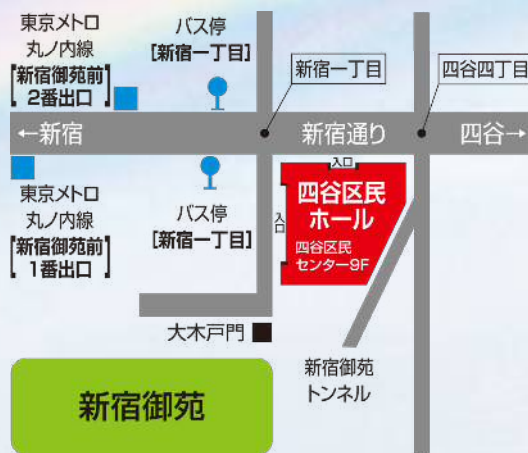 東京メトロ
丸ノ内線
[新宿御苑前]
2番出口
バス停
[新宿一丁目]
新宿一丁目
四谷四丁目
←新宿
新宿通り
四谷→
東京メトロ
丸ノ内線
[新宿御苑前]
1番出口
バス停
[新宿一丁目]
入口
入口
四谷区民
ホール
四谷区民
センター9F
大木戸門
新宿御苑
トンネル
新宿御苑